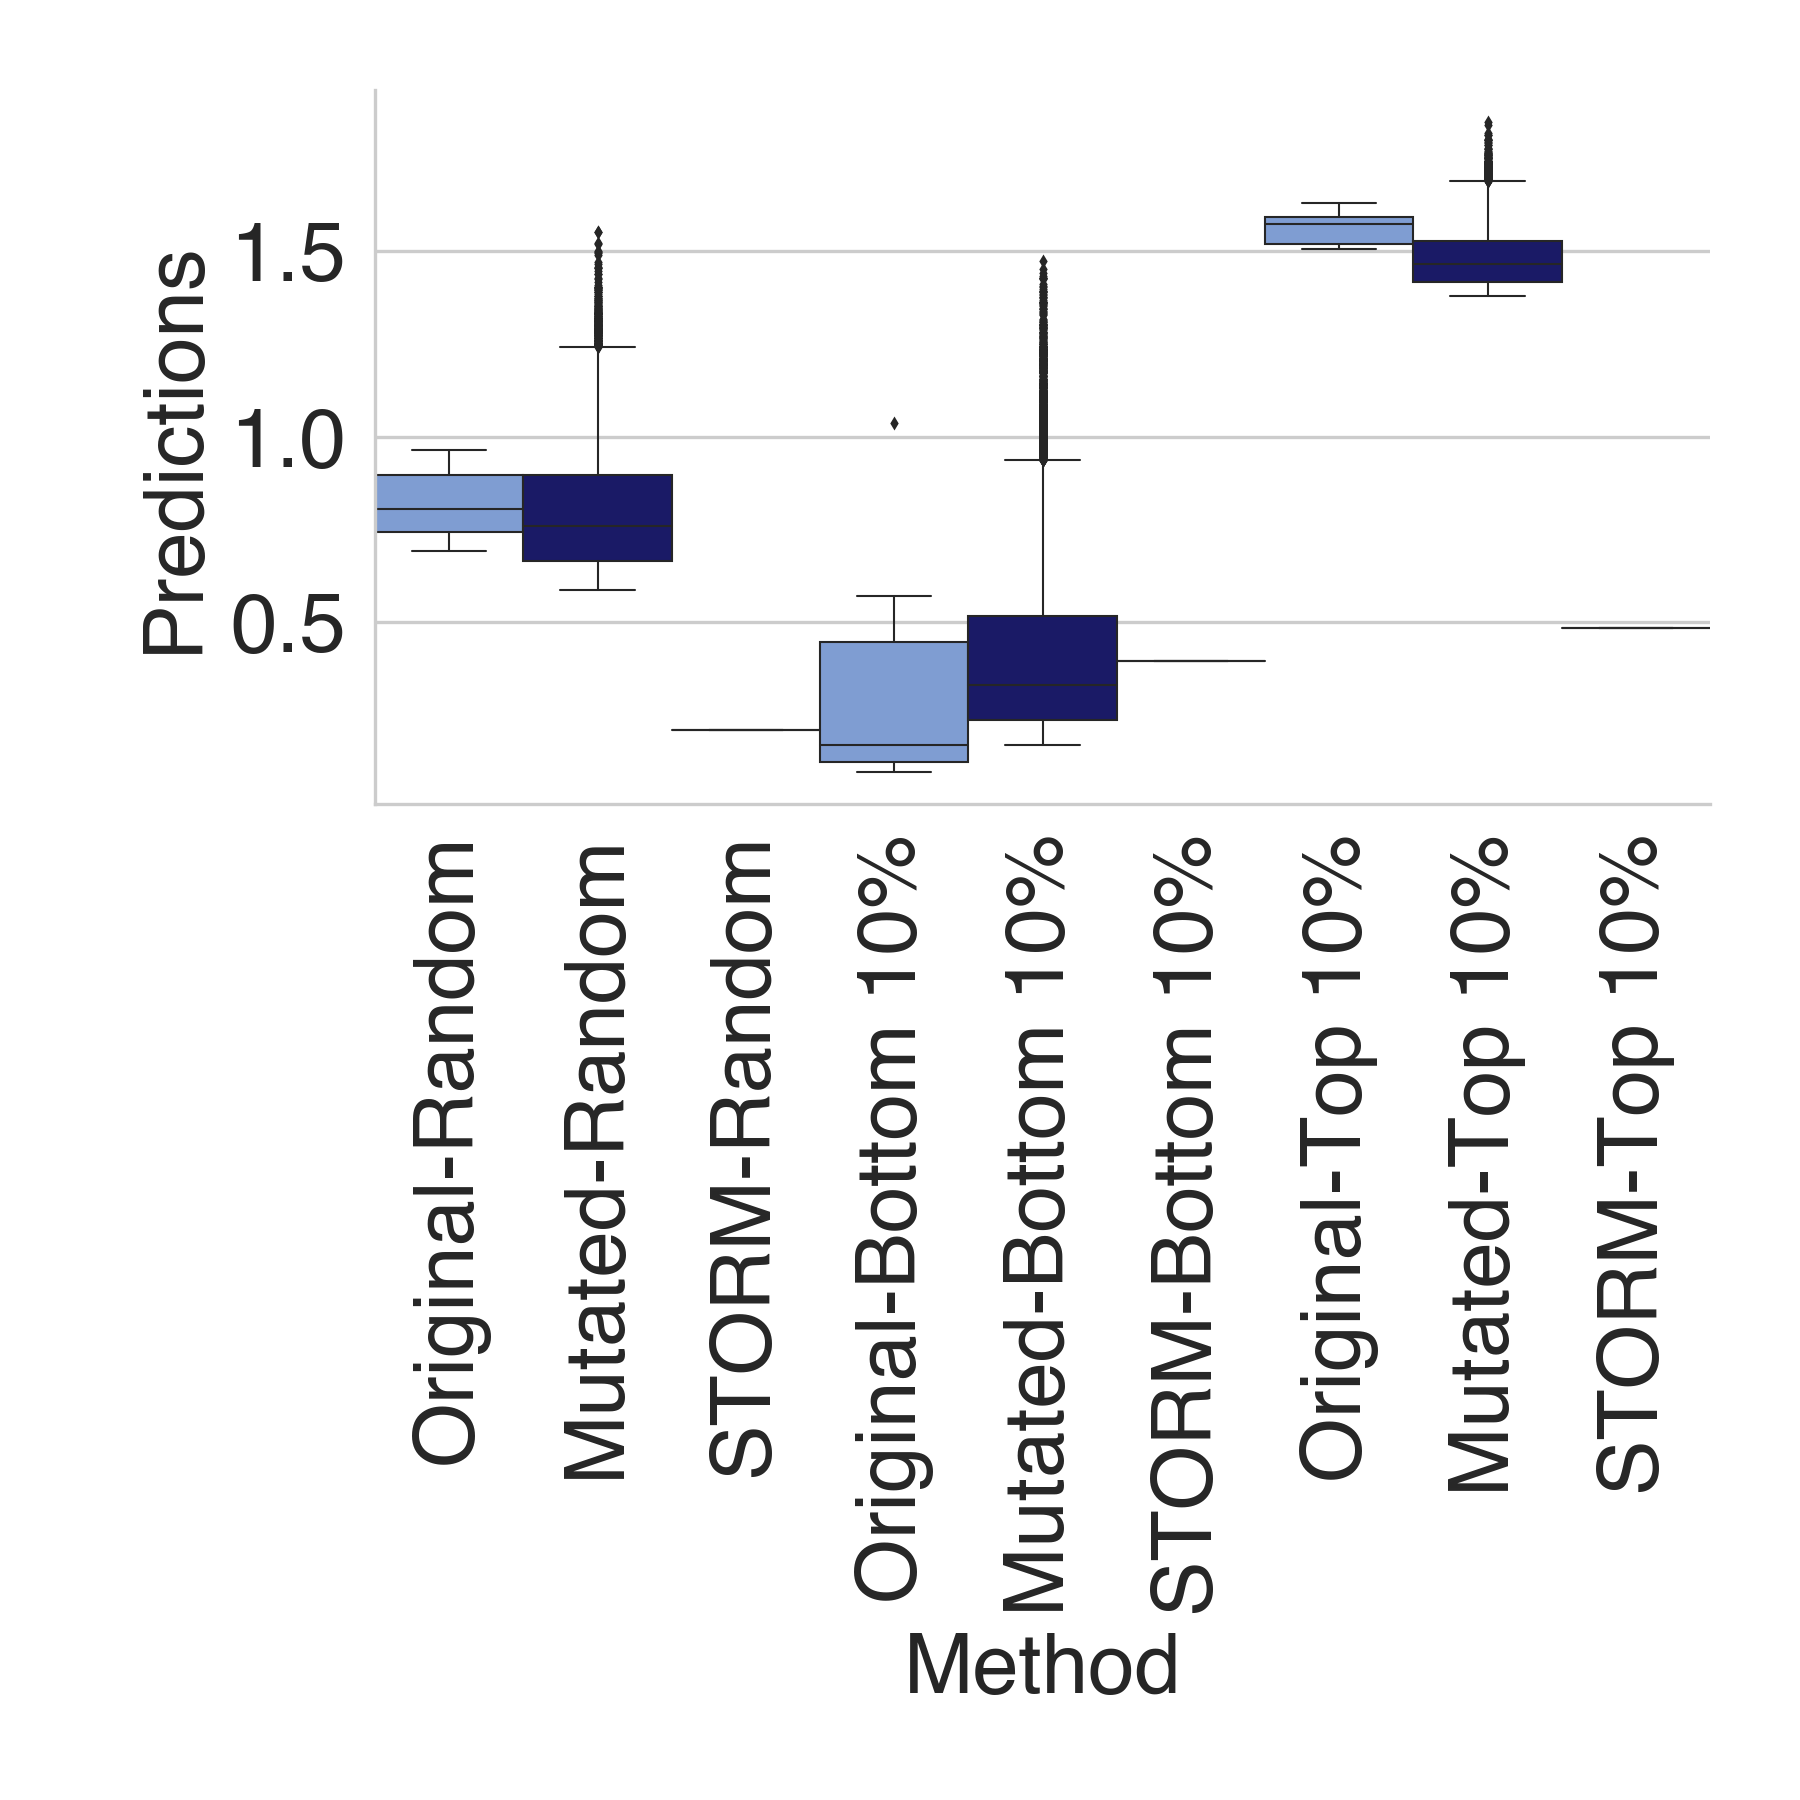 Predictions
1.5
1.0
0.5
Original-Random
Mutated-Random
STORM-Random
Original-Bottom 10%
Mutated-Bottom 10%
STORM-Bottom 10%
Original-Top 10%
Mutated-Top 10%
STORM-Top 10%
Method